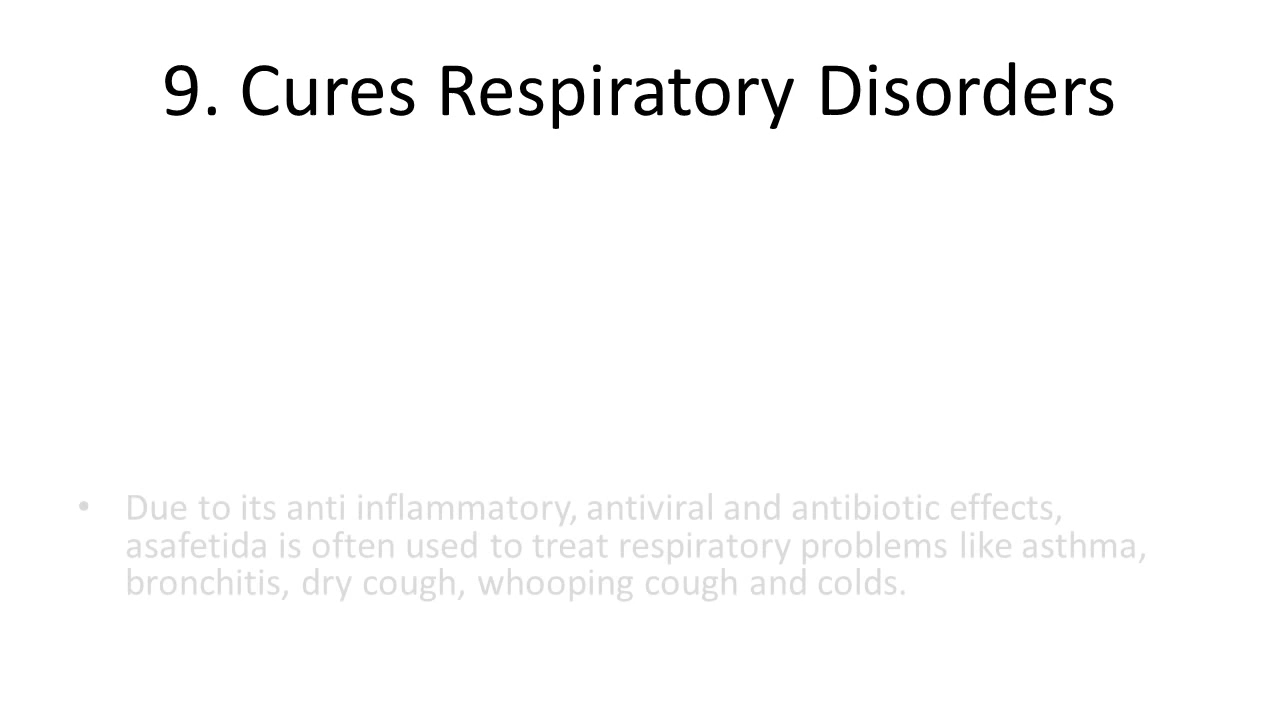 9. Cures Respiratory Disorders
• Due to its anti inflammatory, antiviral and antibiotic effects,
asafetida is often used to treat respiratory problems like asthma,
bronchitis, dry cough, whooping cough and colds.